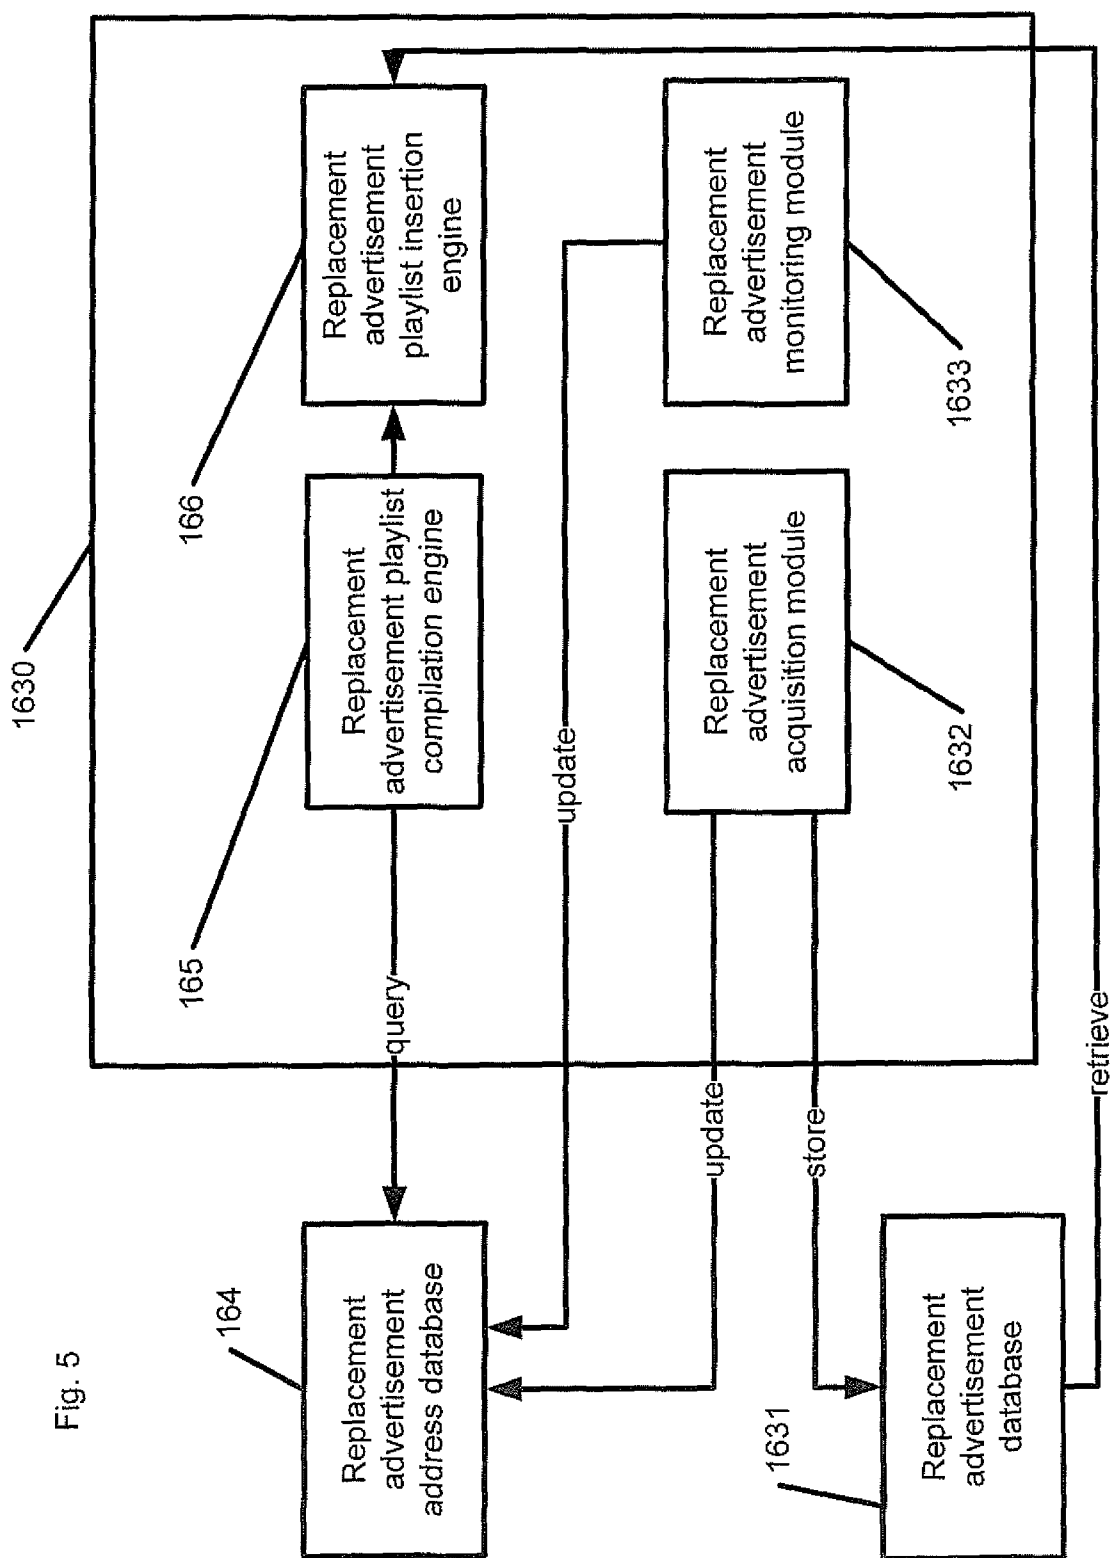 Fig. 5
1630
164
165
166
Replacement
advertisement
address database
query
Replacement
advertisement playlist
compilation engine
Replacement
advertisement
playlist insertion
engine
update
update
store
Replacement
advertisement
acquisition module
Replacement
advertisement
monitoring module
1631
1632
1633
Replacement
advertisement
database
retrieve